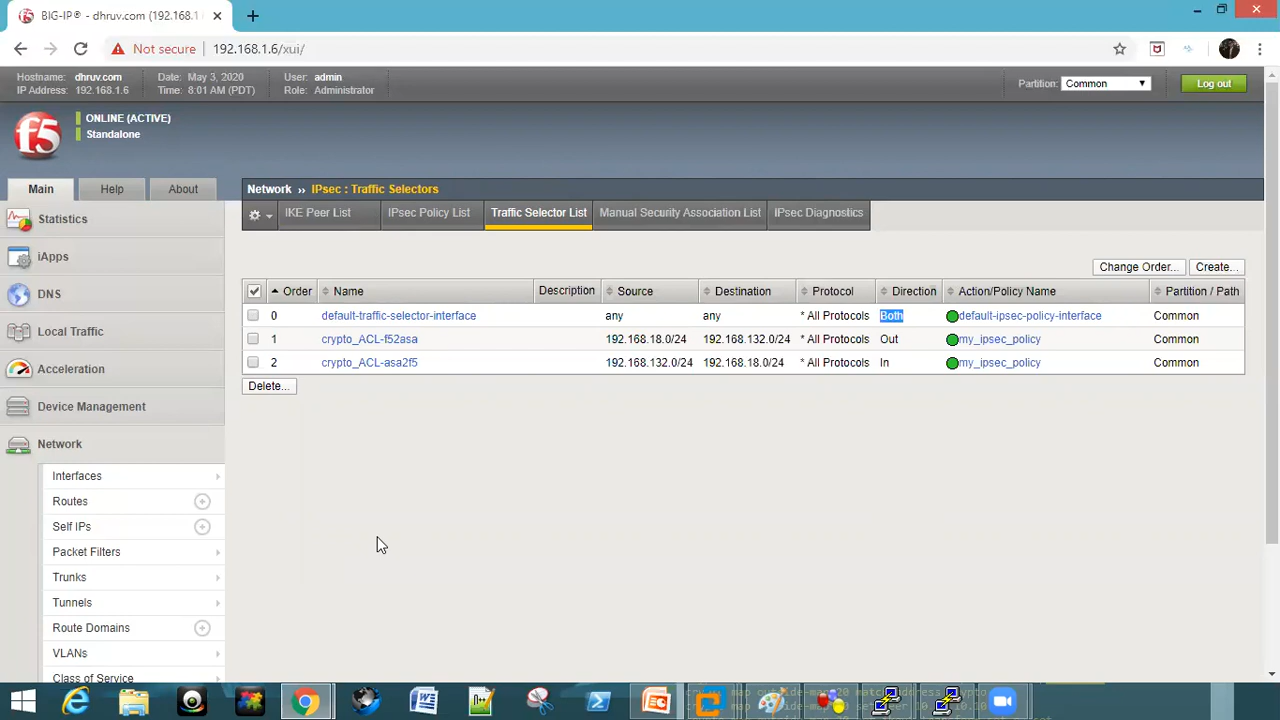 BIG-IP® - dhruv.com (192.168.1
Not secure 192.168.1.6/xui/
Hostname: dhruv.com Date: May 3, 2020 User: admin
IP Address: 192.168.1.6 Time: 8:01 AM (PDT) Role: Administrator
Partition: Common Log out
f5
ONLINE (ACTIVE)
Standalone
Main Help About
Network ›› IPsec : Traffic Selectors
IKE Peer List IPsec Policy List Traffic Selector List Manual Security Association List IPsec Diagnostics
Statistics
iApps
DNS
Local Traffic
Acceleration
Device Management
Network
Interfaces
Routes
Self IPs
Packet Filters
Trunks
Tunnels
Route Domains
VLANs
Class of Service
Change Order... Create...
Order Name Description Source Destination Protocol Direction Action/Policy Name Partition / Path
0 default-traffic-selector-interface any any * All Protocols Both default-ipsec-policy-interface Common
1 crypto_ACL-f52asa 192.168.18.0/24 192.168.132.0/24 * All Protocols Out my_ipsec_policy Common
2 crypto_ACL-asa2f5 192.168.132.0/24 192.168.18.0/24 * All Protocols In my_ipsec_policy Common
Delete...